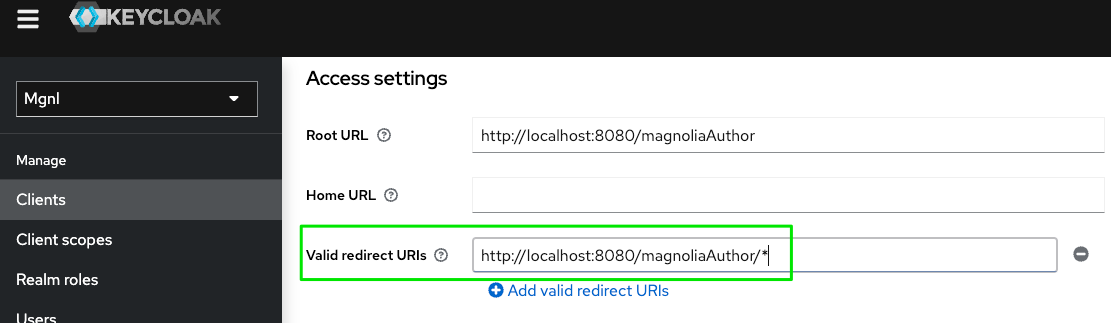 KEYCLOAK
Mgnl
Manage
Clients
Client scopes
Realm roles
Users
Access settings
Root URL
http://localhost:8080/magnoliaAuthor
Home URL
Valid redirect URIs
http://localhost:8080/magnoliaAuthor/*
Add valid redirect URIs